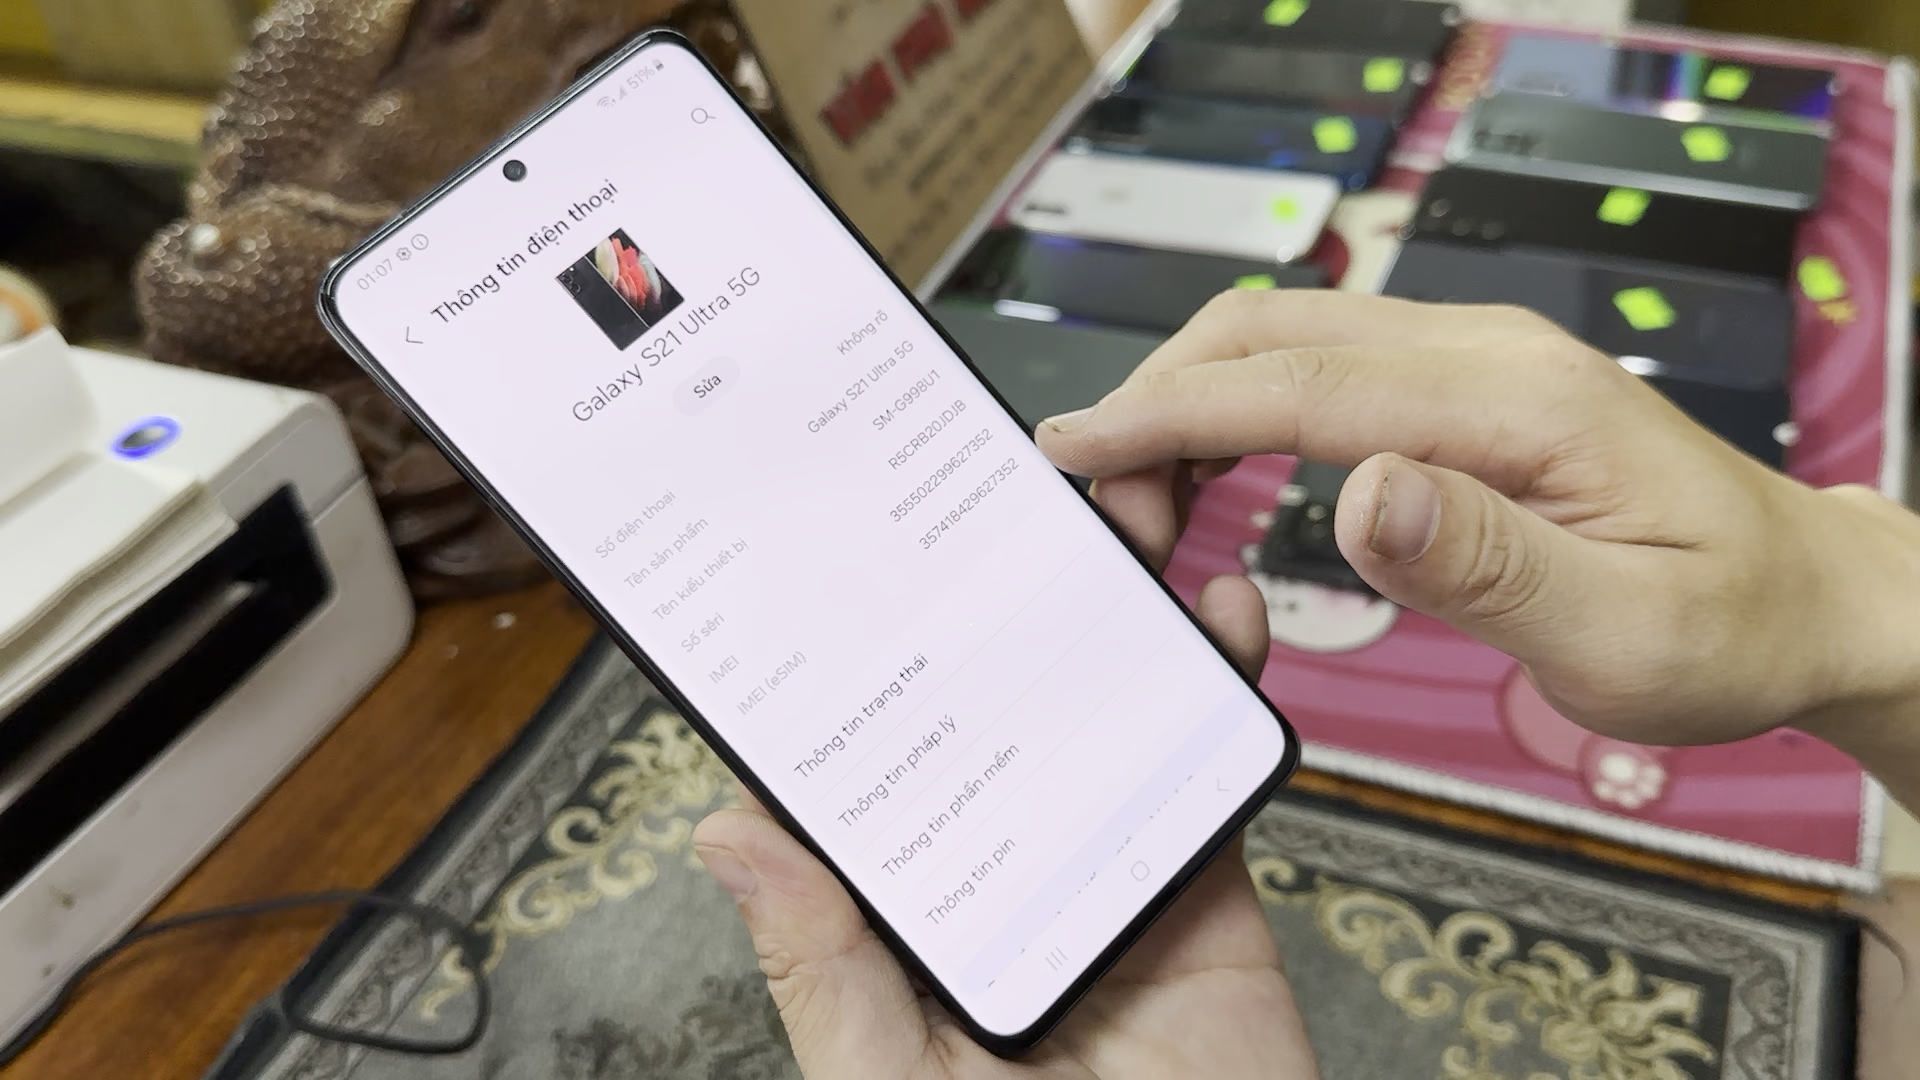 01:07
51%
Thông tin điện thoại
Galaxy S21 Ultra 5G
Sửa
Số điện thoại Không rõ
Tên sản phẩm Galaxy S21 Ultra 5G
Tên kiểu thiết bị SM-G998U1
Số sêri R5CRB20JDJB
IMEI 355502299627352
IMEI (eSIM) 357418429627352
Thông tin trạng thái
Thông tin pháp lý
Thông tin phần mềm
Thông tin pin